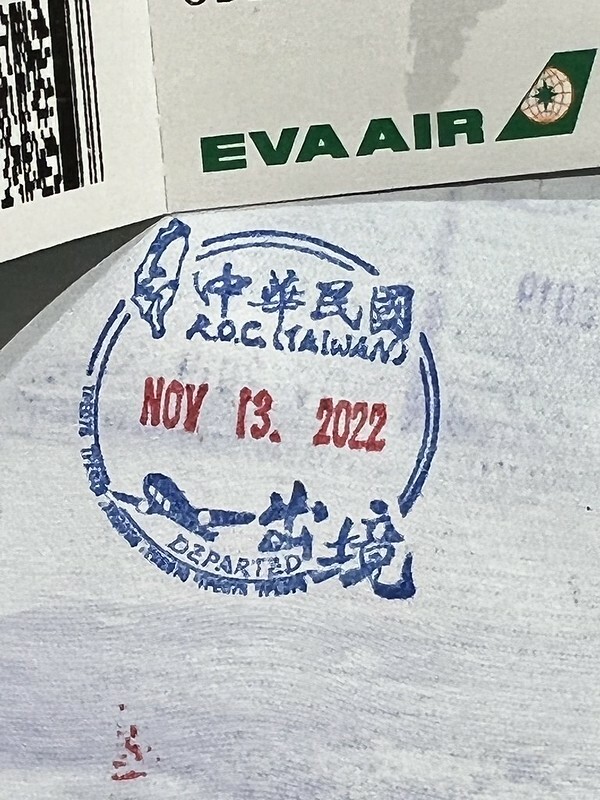 EVA AIR
中華民國
R.O.C. (TAIWAN)
NOV 13. 2022
出境
DEPARTED